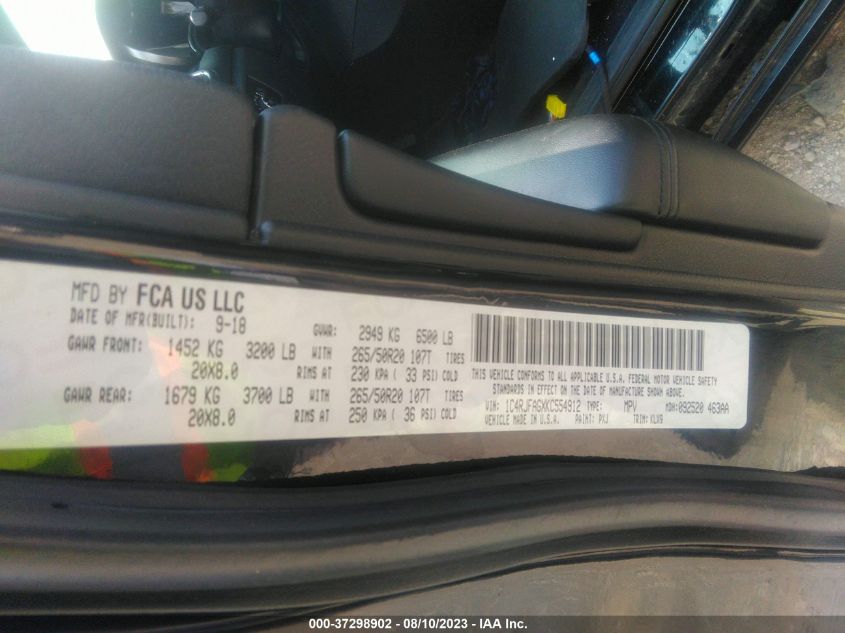 MFD BY FCA US LLC
DATE OF MFR(BUILT): 9-18 GVWR: 2949 KG 6500 LB
GAWR FRONT: 1452 KG 3200 LB WITH 265/50R20 107T TIRES
20X8.0 RIMS AT 230 KPA ( 33 PSI) COLD
GAWR REAR: 1679 KG 3700 LB WITH 265/50R20 107T TIRES
20X8.0 RIMS AT 250 KPA ( 36 PSI) COLD
THIS VEHICLE CONFORMS TO ALL APPLICABLE U.S.A. FEDERAL MOTOR VEHICLE SAFETY
STANDARDS IN EFFECT ON THE DATE OF MANUFACTURE SHOWN ABOVE.
VIN: 1C4RJFAGXKC554912 TYPE: MPV MDH: 092520 463AA
VEHICLE MADE IN U.S.A. PAINT: PXJ TRIM: KLX9
000-37298902 - 08/10/2023 - IAA Inc.